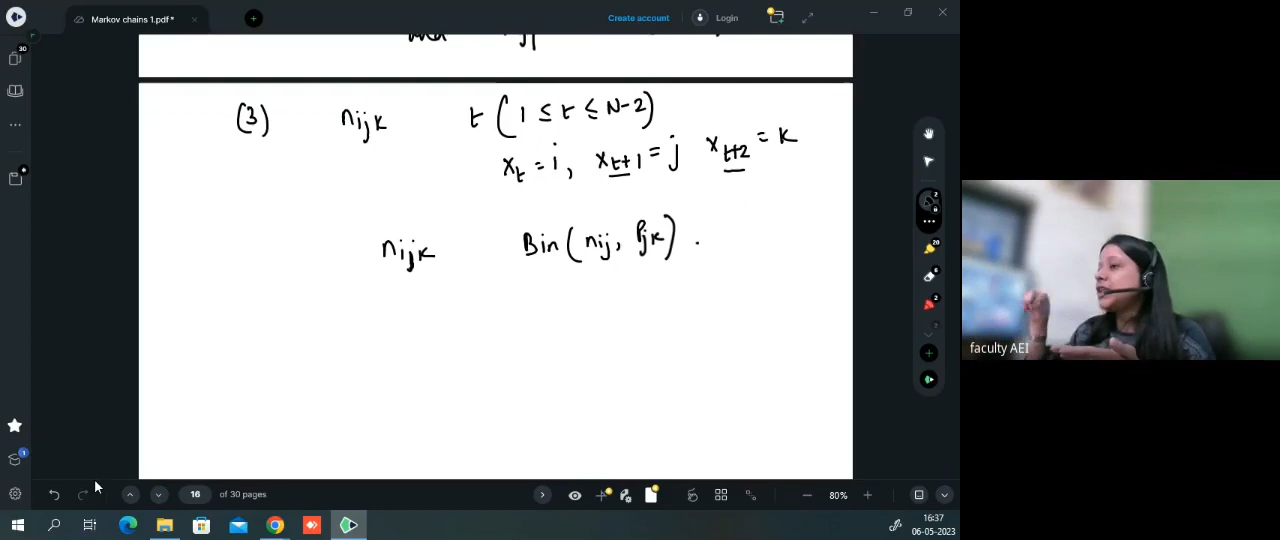 Markov chains 1.pdf*
Create account
Login
(3) nijk t (1 ≤ t ≤ N-2)
xt = i, xt+1 = j xt+2 = k
nijk Bin(nij, Pjk).
faculty AEI
16 of 30 pages
80%
16:37
06-05-2023